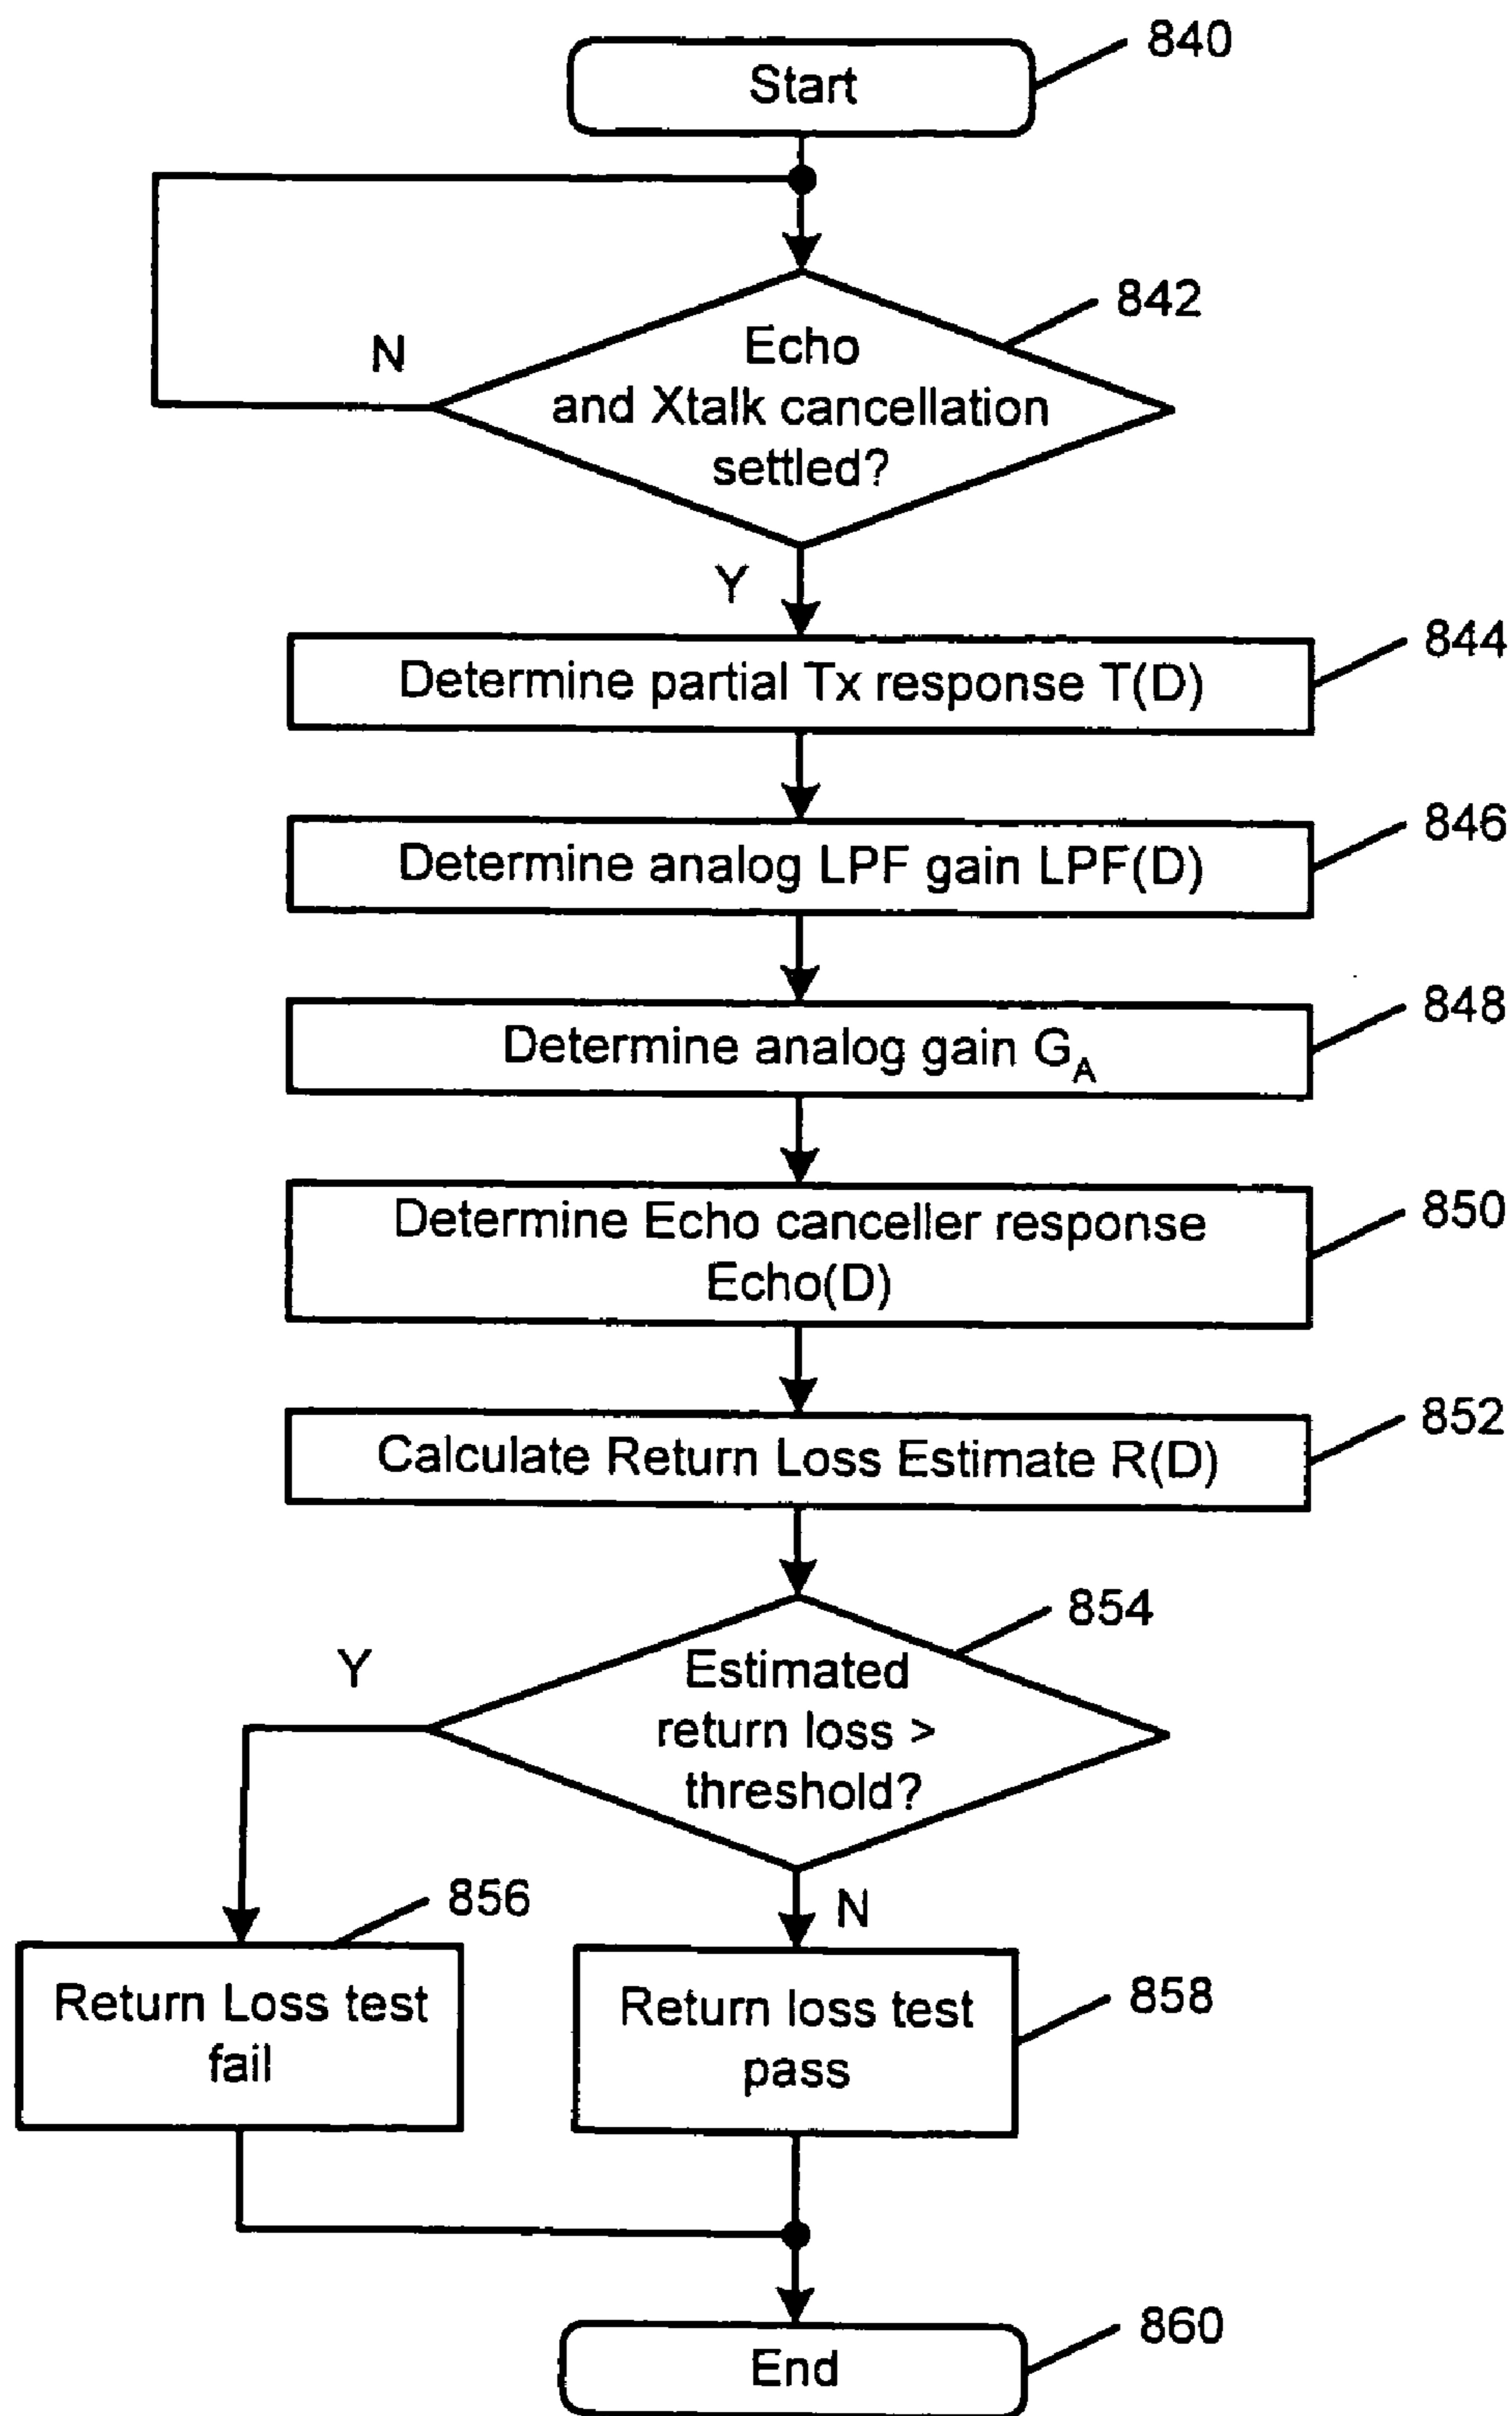 Start
840
Echo
and Xtalk cancellation
settled?
842
N
Y
Determine partial Tx response T(D)
844
Determine analog LPF gain LPF(D)
846
Determine analog gain G_A
848
Determine Echo canceller response
Echo(D)
850
Calculate Return Loss Estimate R(D)
852
Estimated
return loss >
threshold?
854
Y
N
Return Loss test
fail
856
Return loss test
pass
858
End
860